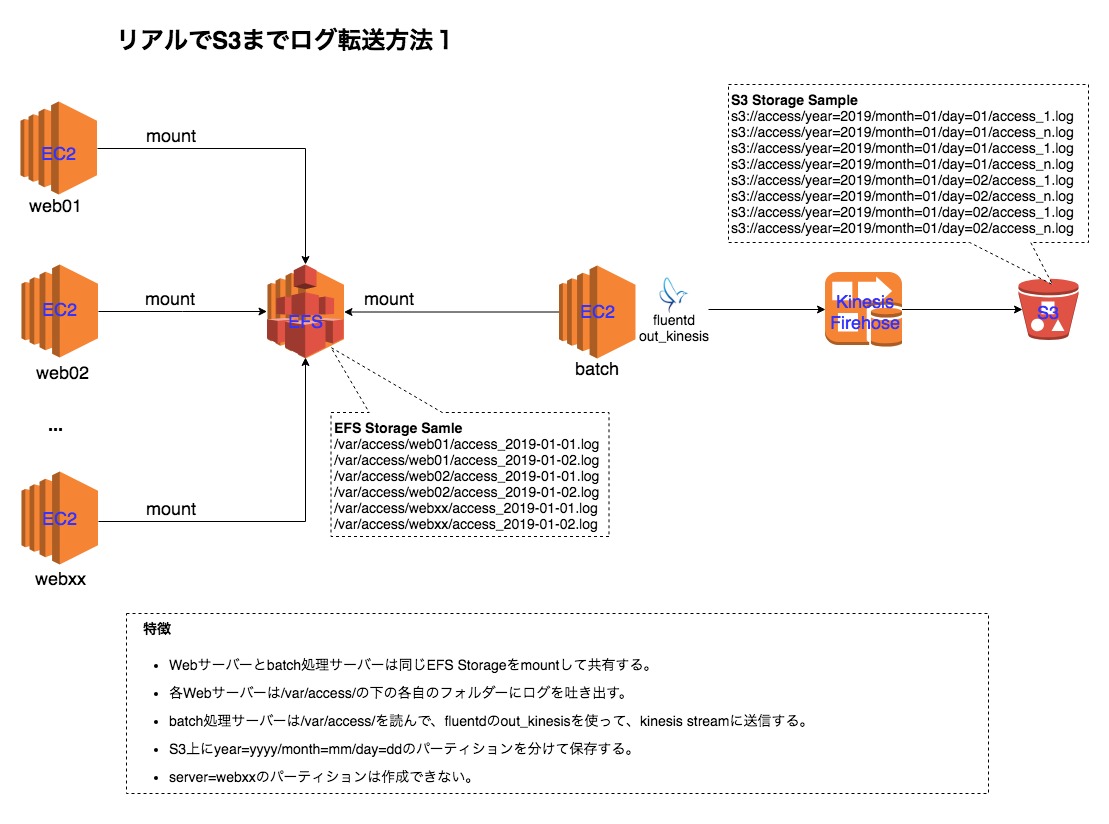 リアルでS3までログ転送方法１
EC2
web01
mount
EC2
web02
mount
...
EC2
webxx
mount
EFS
mount
EC2
batch
fluentd
out_kinesis
Kinesis
Firehose
S3
S3 Storage Sample
s3://access/year=2019/month=01/day=01/access_1.log
s3://access/year=2019/month=01/day=01/access_n.log
s3://access/year=2019/month=01/day=01/access_1.log
s3://access/year=2019/month=01/day=01/access_n.log
s3://access/year=2019/month=01/day=02/access_1.log
s3://access/year=2019/month=01/day=02/access_n.log
s3://access/year=2019/month=01/day=02/access_1.log
s3://access/year=2019/month=01/day=02/access_n.log
EFS Storage Samle
/var/access/web01/access_2019-01-01.log
/var/access/web01/access_2019-01-02.log
/var/access/web02/access_2019-01-01.log
/var/access/web02/access_2019-01-02.log
/var/access/webxx/access_2019-01-01.log
/var/access/webxx/access_2019-01-02.log
特徴
• Webサーバーとbatch処理サーバーは同じEFS Storageをmountして共有する。
• 各Webサーバーは/var/access/の下の各自のフォルダーにログを吐き出す。
• batch処理サーバーは/var/access/を読んで、fluentdのout_kinesisを使って、kinesis streamに送信する。
• S3上にyear=yyyy/month=mm/day=ddのパーティションを分けて保存する。
• server=webxxのパーティションは作成できない。